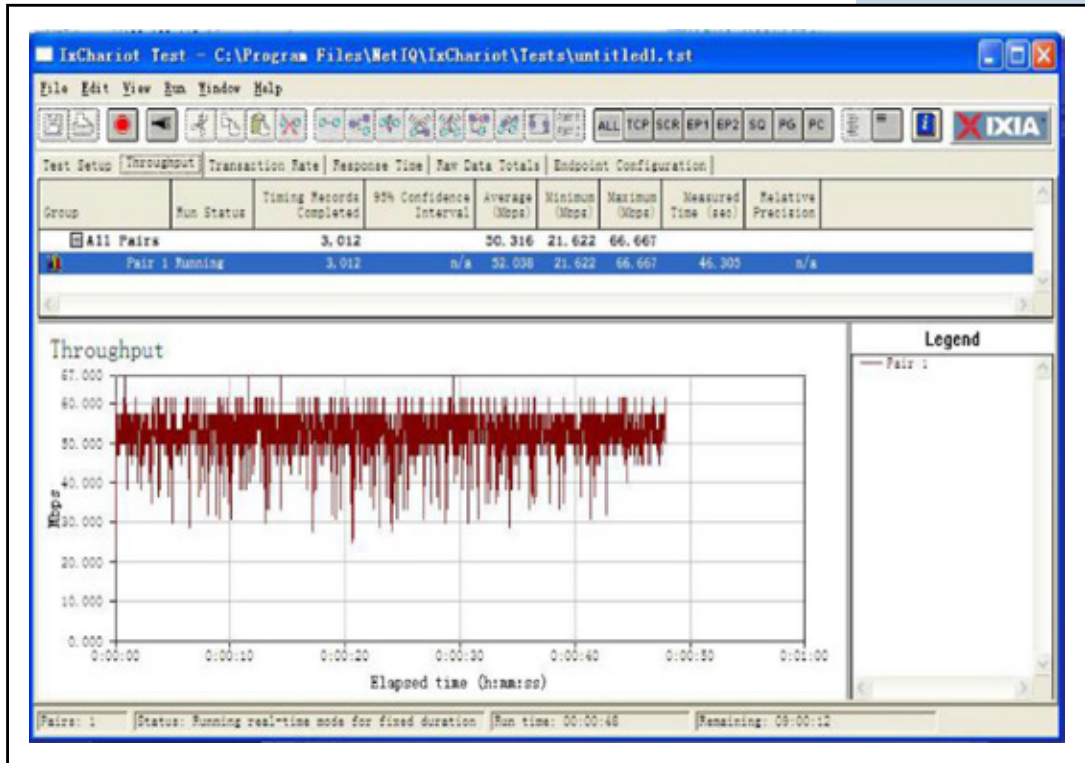 IxChariot Test - C:\Program Files\NetIQ\IxChariot\Tests\untitled1.tst
File Edit View Run Window Help
ALL TCP SCR EP1 EP2 SQ PG PC IXIA
Test Setup Throughput Transaction Rate Response Time Raw Data Totals Endpoint Configuration
Group Run Status Timing Records Completed 95% Confidence Interval Average (Mbps) Minimum (Mbps) Maximum (Mbps) Measured Time (sec) Relative Precision
All Pairs 3,012 50.316 21.622 66.667
Pair 1 Running 3,012 n/a 52.038 21.622 66.667 46.305 n/a
Throughput
67.000
60.000
50.000
40.000
30.000
20.000
10.000
0.000
Mbps
0:00:00 0:00:10 0:00:20 0:00:30 0:00:40 0:00:50 0:01:00
Elapsed time (h:mm:ss)
Legend
Pair 1
Pairs: 1 Status: Running real-time mode for fixed duration Run time: 00:00:48 Remaining: 00:00:12